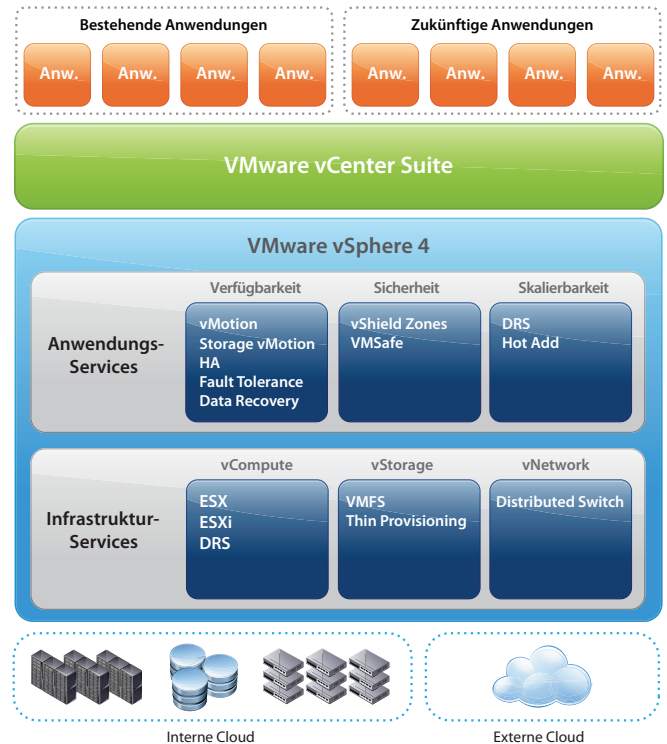 Bestehende Anwendungen
Zukünftige Anwendungen
Anw.
Anw.
Anw.
Anw.
Anw.
Anw.
Anw.
Anw.
VMware vCenter Suite
VMware vSphere 4
Anwendungs-
Services
Verfügbarkeit
vMotion
Storage vMotion
HA
Fault Tolerance
Data Recovery
Sicherheit
vShield Zones
VMSafe
Skalierbarkeit
DRS
Hot Add
Infrastruktur-
Services
vCompute
ESX
ESXi
DRS
vStorage
VMFS
Thin Provisioning
vNetwork
Distributed Switch
Interne Cloud
Externe Cloud